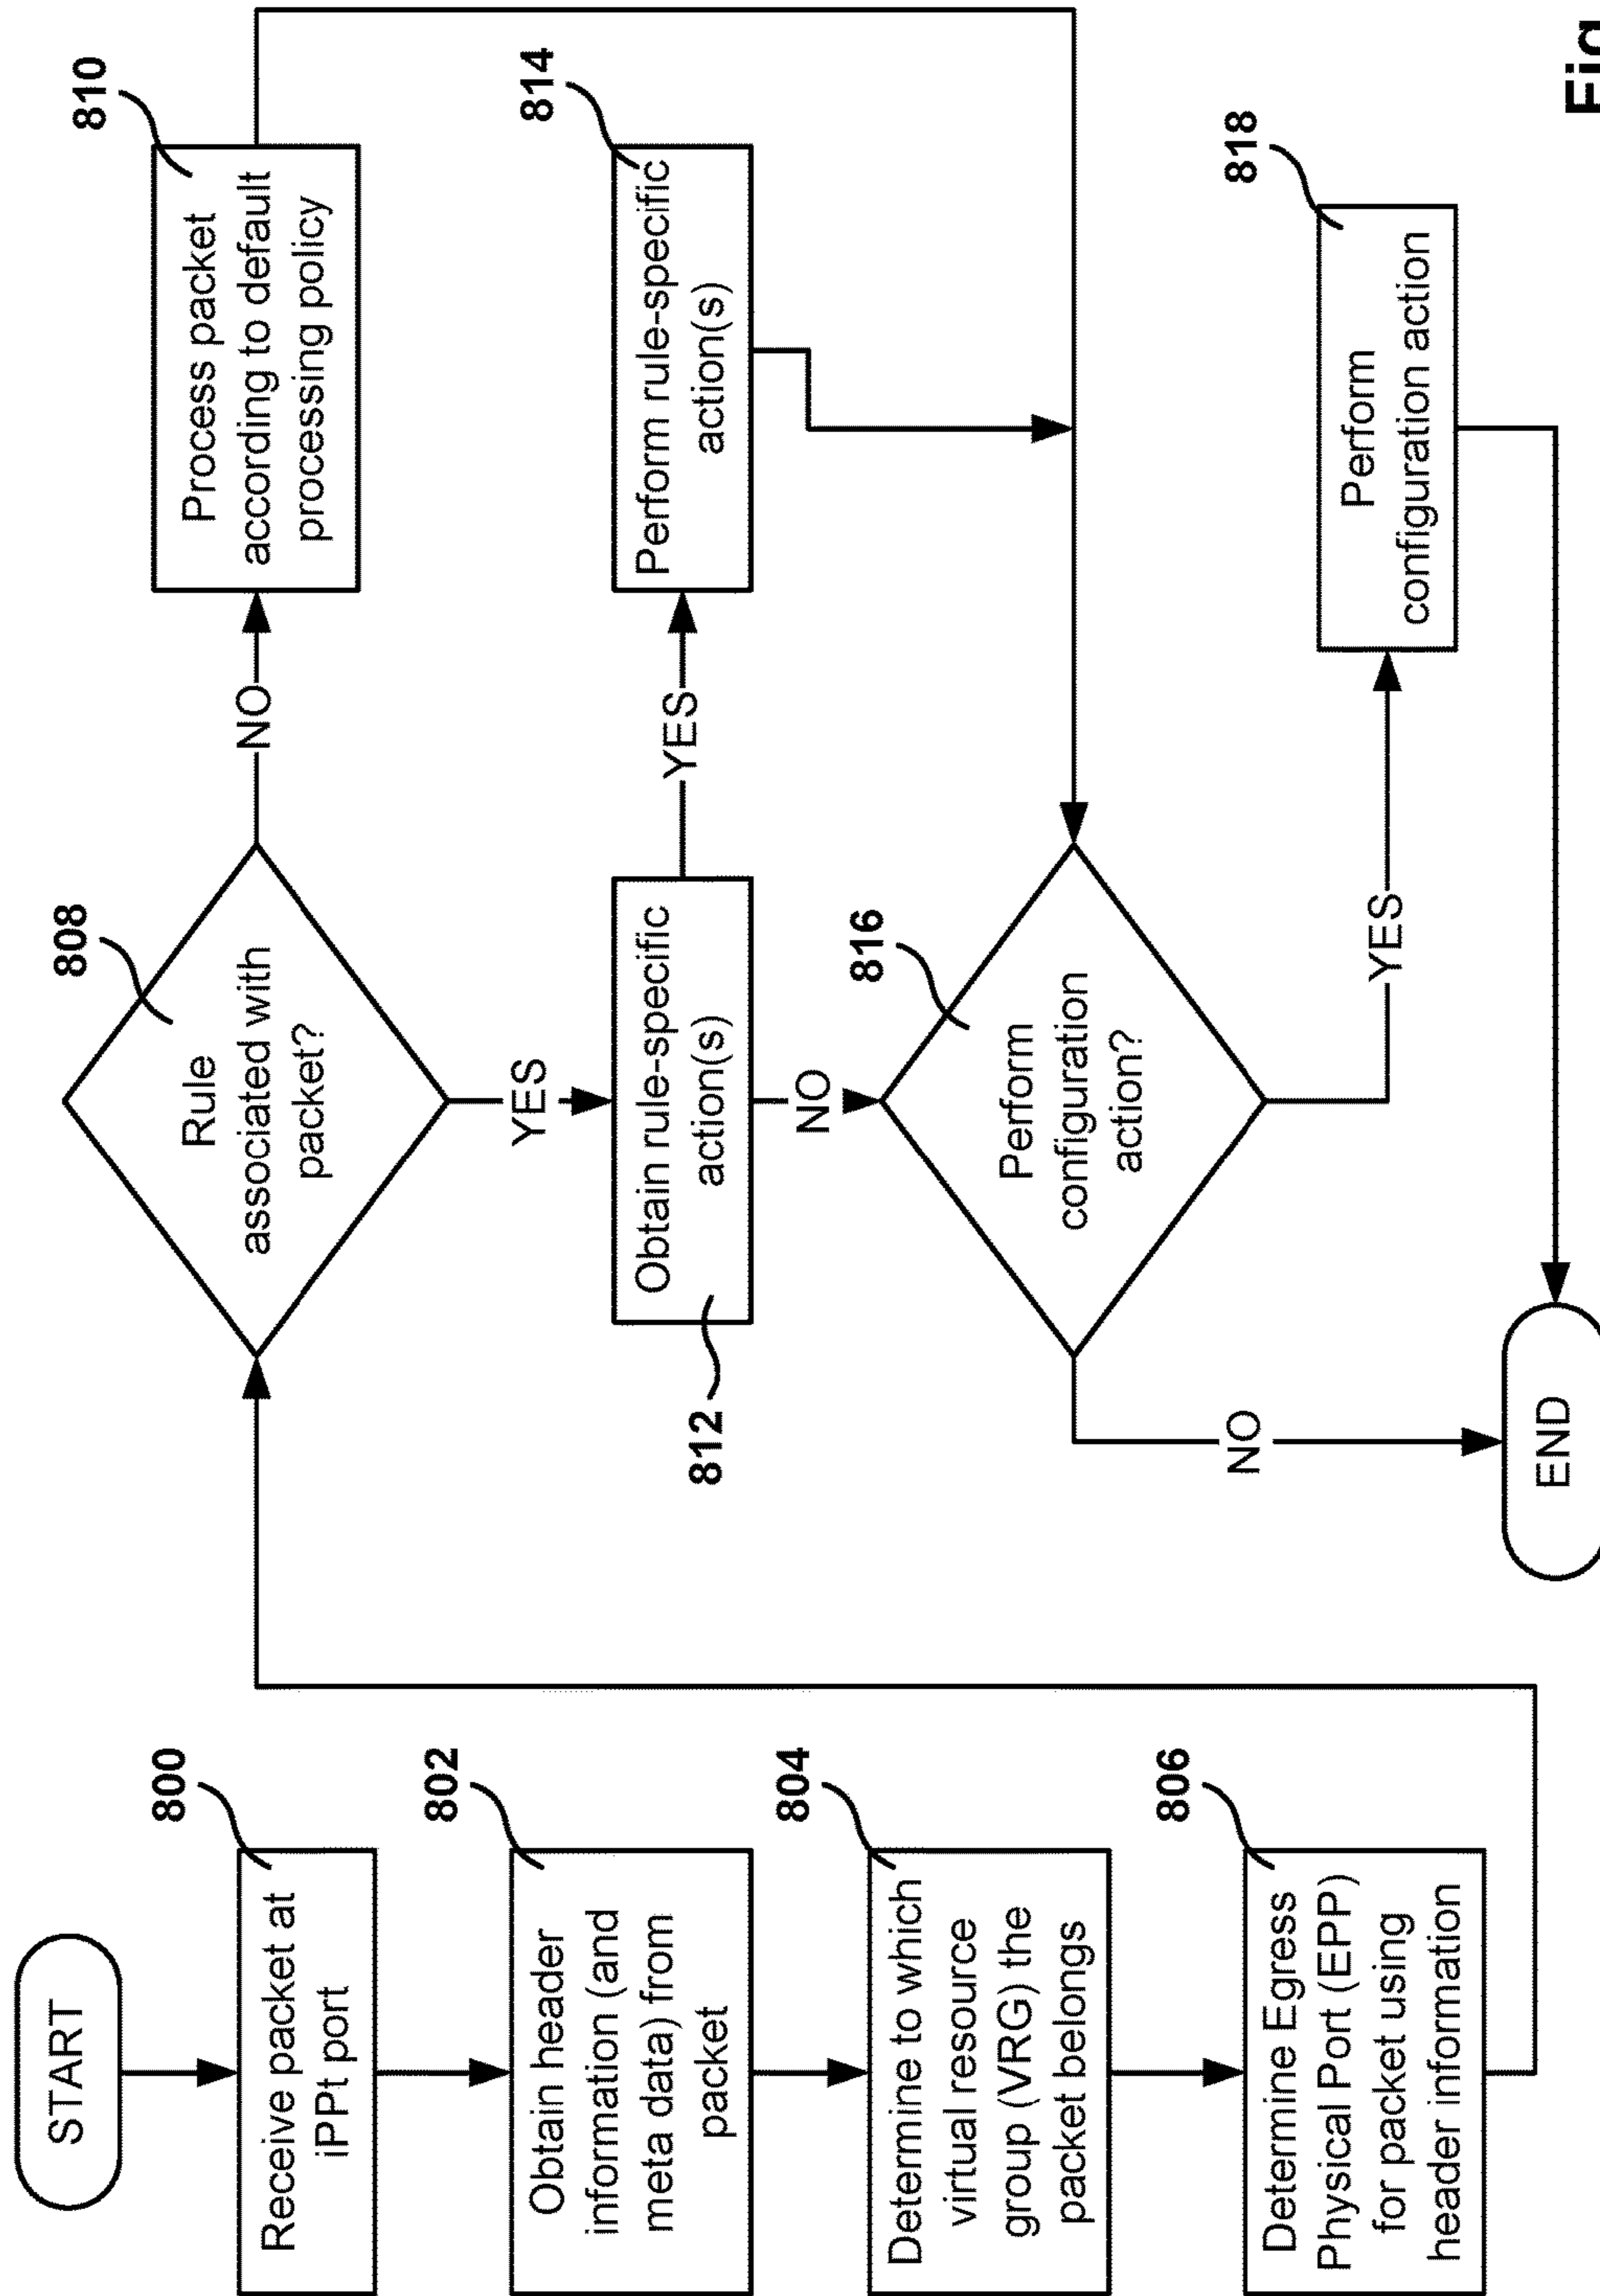 START
800
Receive packet at
iPPt port
802
Obtain header
information (and
meta data) from
packet
804
Determine to which
virtual resource
group (VRG) the
packet belongs
806
Determine Egress
Physical Port (EPP)
for packet using
header information
808
Rule
associated with
packet?
NO
810
Process packet
according to default
processing policy
YES
812
Obtain rule-specific
action(s)
YES
814
Perform rule-specific
action(s)
NO
816
Perform
configuration
action?
YES
818
Perform
configuration action
NO
END
Fig